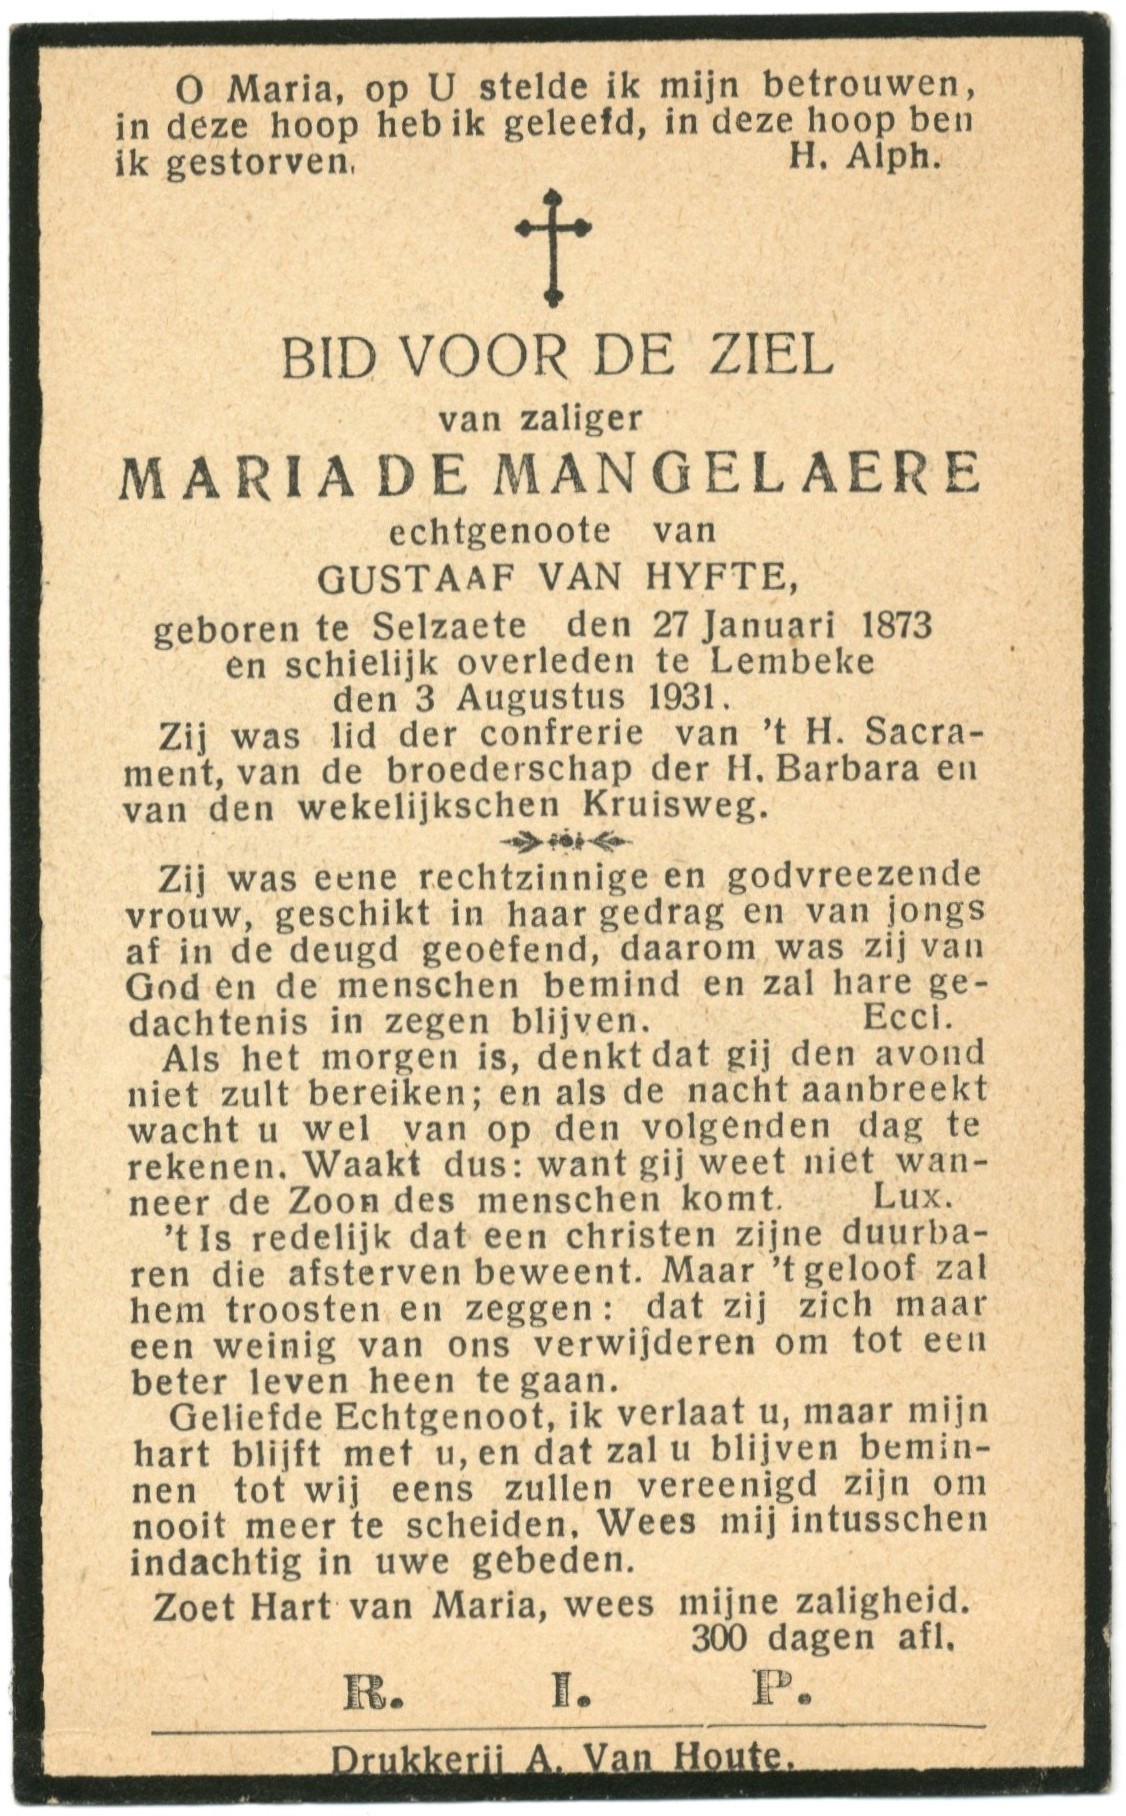 O Maria, op U stelde ik mijn betrouwen,
in deze hoop heb ik geleefd, in deze hoop ben
ik gestorven. H. Alph.
BID VOOR DE ZIEL
van zaliger
MARIA DE MANGELAERE
echtgenoote van
GUSTAAF VAN HYFTE,
geboren te Selzaete den 27 Januari 1873
en schielijk overleden te Lembeke
den 3 Augustus 1931.
Zij was lid der confrerie van 't H. Sacra-
ment, van de broederschap der H. Barbara en
van den wekelijkschen Kruisweg.
Zij was eene rechtzinnige en godvreezende
vrouw, geschikt in haar gedrag en van jongs
af in de deugd geoefend, daarom was zij van
God en de menschen bemind en zal hare ge-
dachtenis in zegen blijven. Eccl.
Als het morgen is, denkt dat gij den avond
niet zult bereiken; en als de nacht aanbreekt
wacht u wel van op den volgenden dag te
rekenen. Waakt dus: want gij weet niet wan-
neer de Zoon des menschen komt. Lux.
't Is redelijk dat een christen zijne duurba-
ren die afsterven beweent. Maar 't geloof zal
hem troosten en zeggen: dat zij zich maar
een weinig van ons verwijderen om tot een
beter leven heen te gaan.
Geliefde Echtgenoot, ik verlaat u, maar mijn
hart blijft met u, en dat zal u blijven bemin-
nen tot wij eens zullen vereenigd zijn om
nooit meer te scheiden. Wees mij intusschen
indachtig in uwe gebeden.
Zoet Hart van Maria, wees mijne zaligheid.
300 dagen afl.
R. I. P.
Drukkerij A. Van Houte.